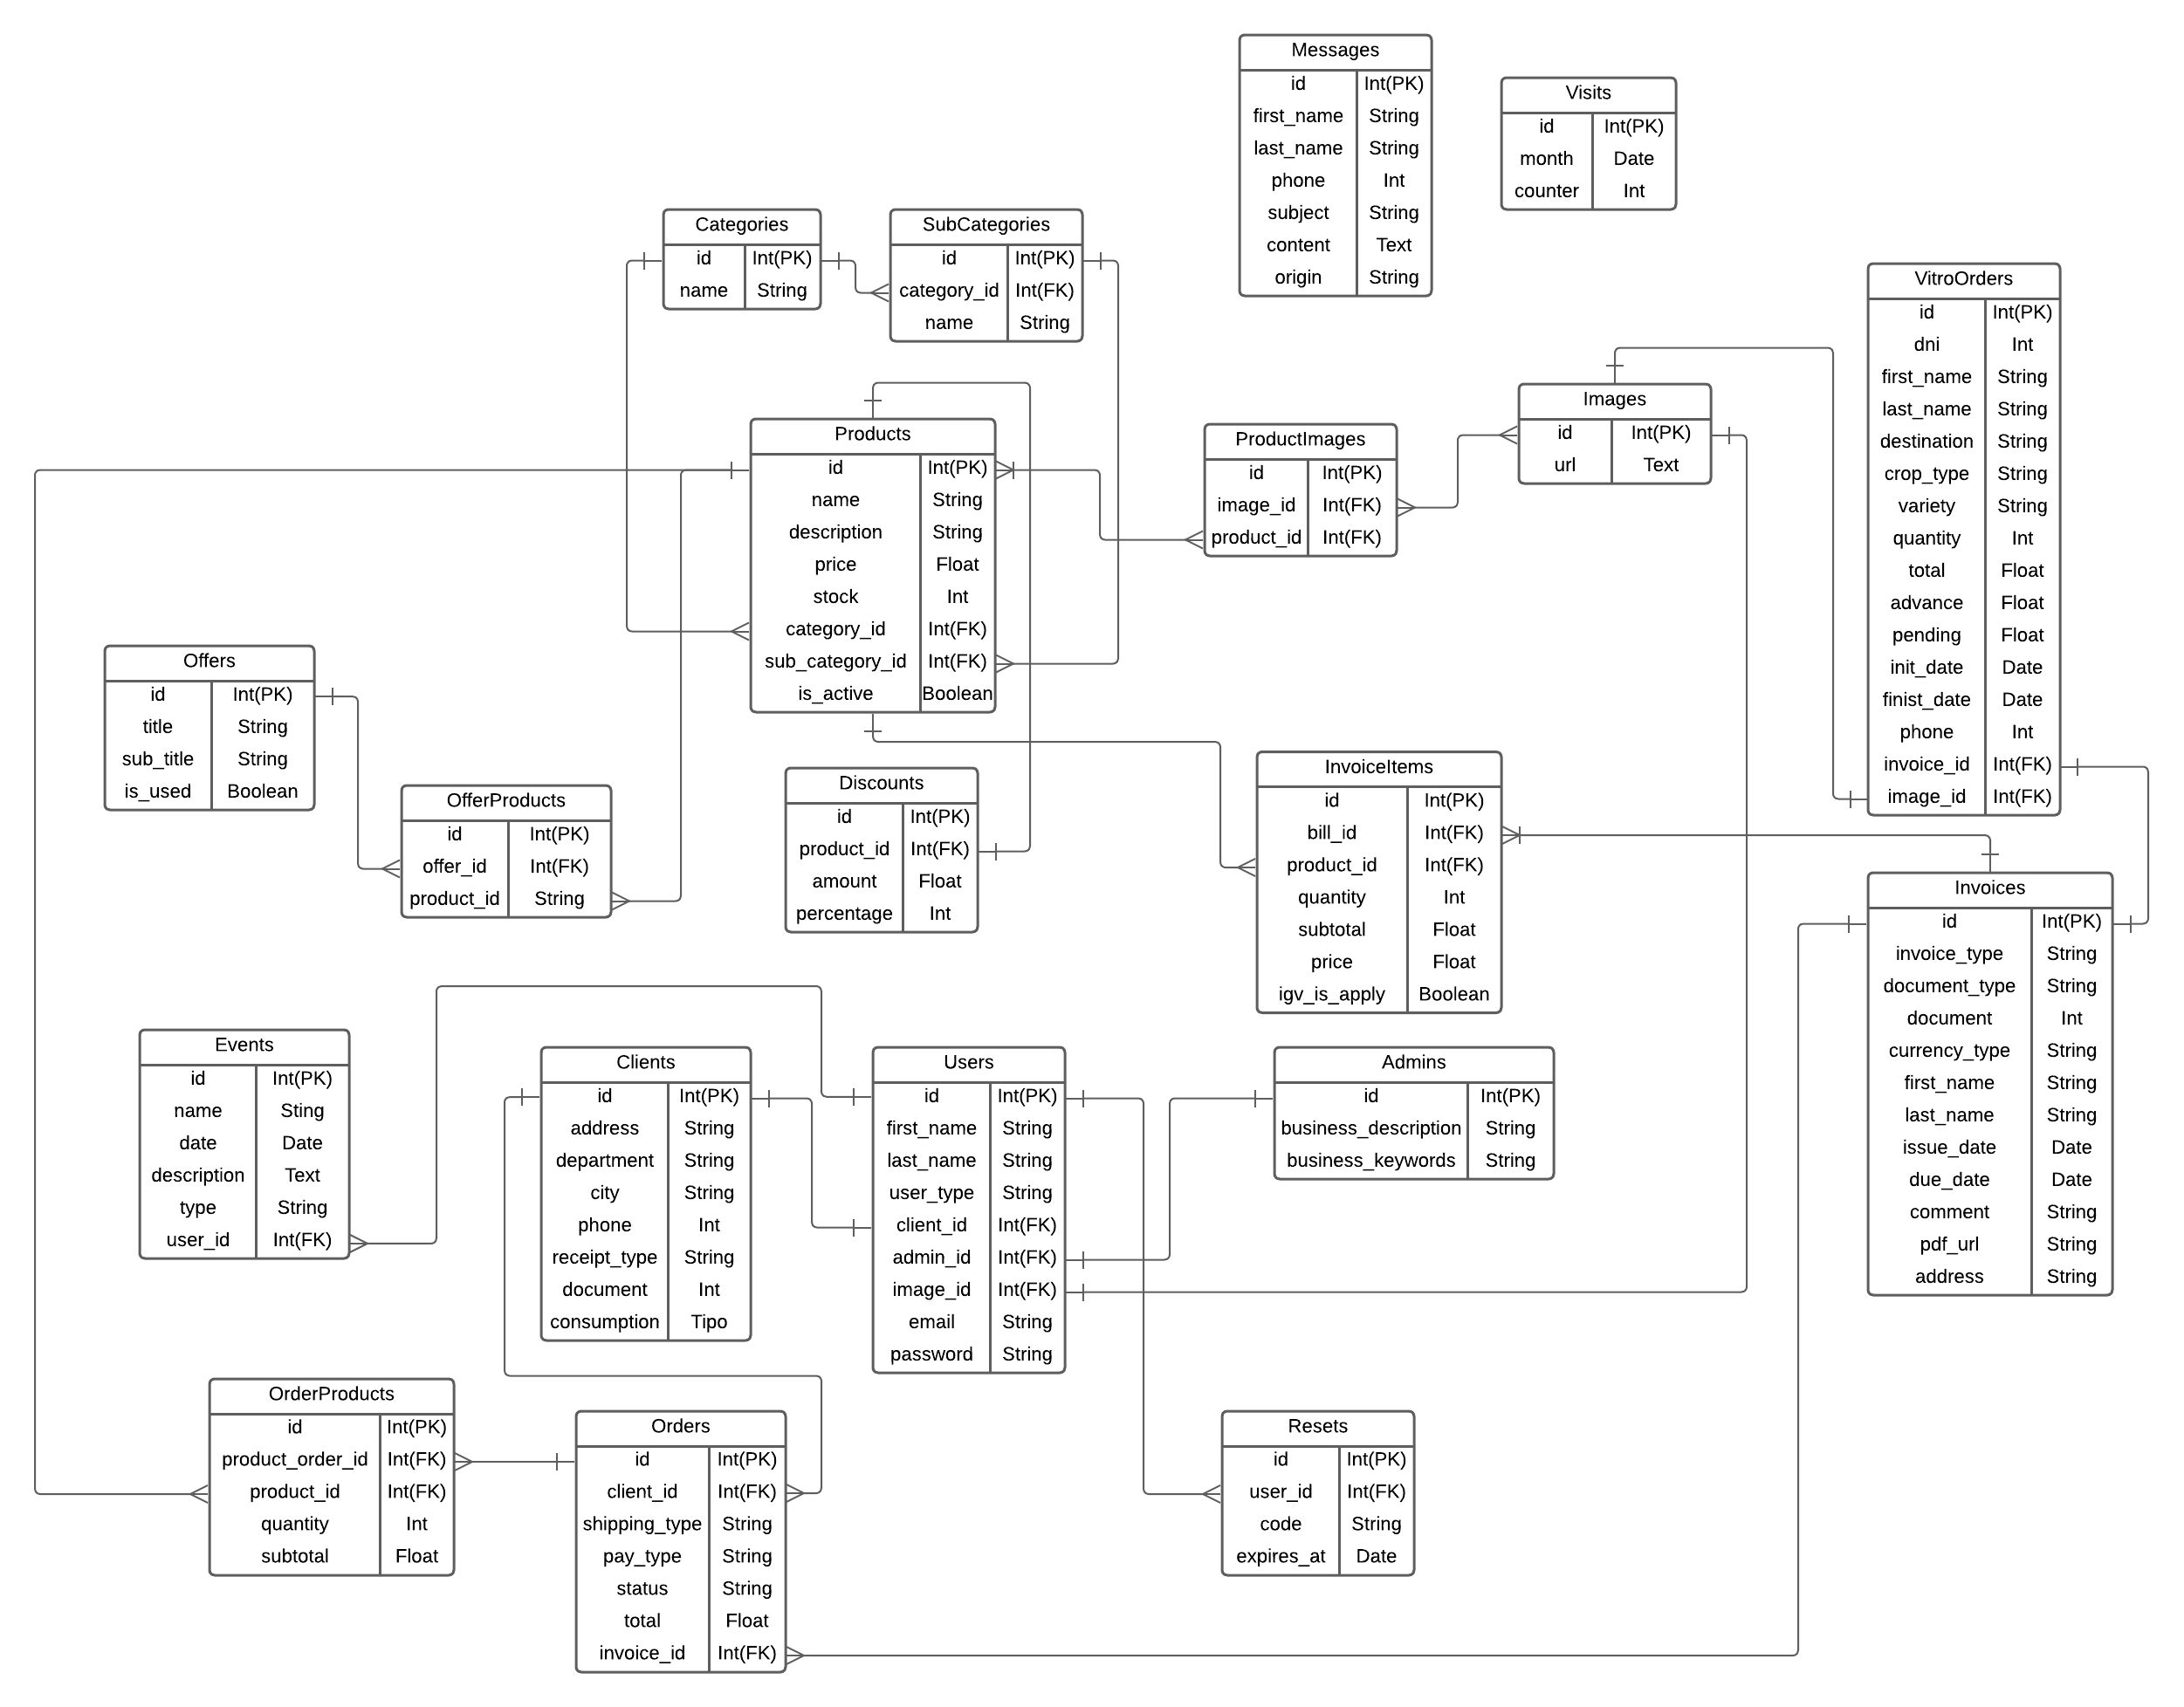 Messages
id Int(PK)
first_name String
last_name String
phone Int
subject String
content Text
origin String
Visits
id Int(PK)
month Date
counter Int
Categories
id Int(PK)
name String
SubCategories
id Int(PK)
category_id Int(FK)
name String
VitroOrders
id Int(PK)
dni Int
first_name String
last_name String
destination String
crop_type String
variety String
quantity Int
total Float
advance Float
pending Float
init_date Date
finist_date Date
phone Int
invoice_id Int(FK)
image_id Int(FK)
Images
id Int(PK)
url Text
Products
id Int(PK)
name String
description String
price Float
stock Int
category_id Int(FK)
sub_category_id Int(FK)
is_active Boolean
ProductImages
id Int(PK)
image_id Int(FK)
product_id Int(FK)
Offers
id Int(PK)
title String
sub_title String
is_used Boolean
OfferProducts
id Int(PK)
offer_id Int(FK)
product_id String
Discounts
id Int(PK)
product_id Int(FK)
amount Float
percentage Int
InvoiceItems
id Int(PK)
bill_id Int(FK)
product_id Int(FK)
quantity Int
subtotal Float
price Float
igv_is_apply Boolean
Invoices
id Int(PK)
invoice_type String
document_type String
document Int
currency_type String
first_name String
last_name String
issue_date Date
due_date Date
comment String
pdf_url String
address String
Events
id Int(PK)
name Sting
date Date
description Text
type String
user_id Int(FK)
Clients
id Int(PK)
address String
department String
city String
phone Int
receipt_type String
document Int
consumption Tipo
Users
id Int(PK)
first_name String
last_name String
user_type String
client_id Int(FK)
admin_id Int(FK)
image_id Int(FK)
email String
password String
Admins
id Int(PK)
business_description String
business_keywords String
OrderProducts
id Int(PK)
product_order_id Int(FK)
product_id Int(FK)
quantity Int
subtotal Float
Orders
id Int(PK)
client_id Int(FK)
shipping_type String
pay_type String
status String
total Float
invoice_id Int(FK)
Resets
id Int(PK)
user_id Int(FK)
code String
expires_at Date